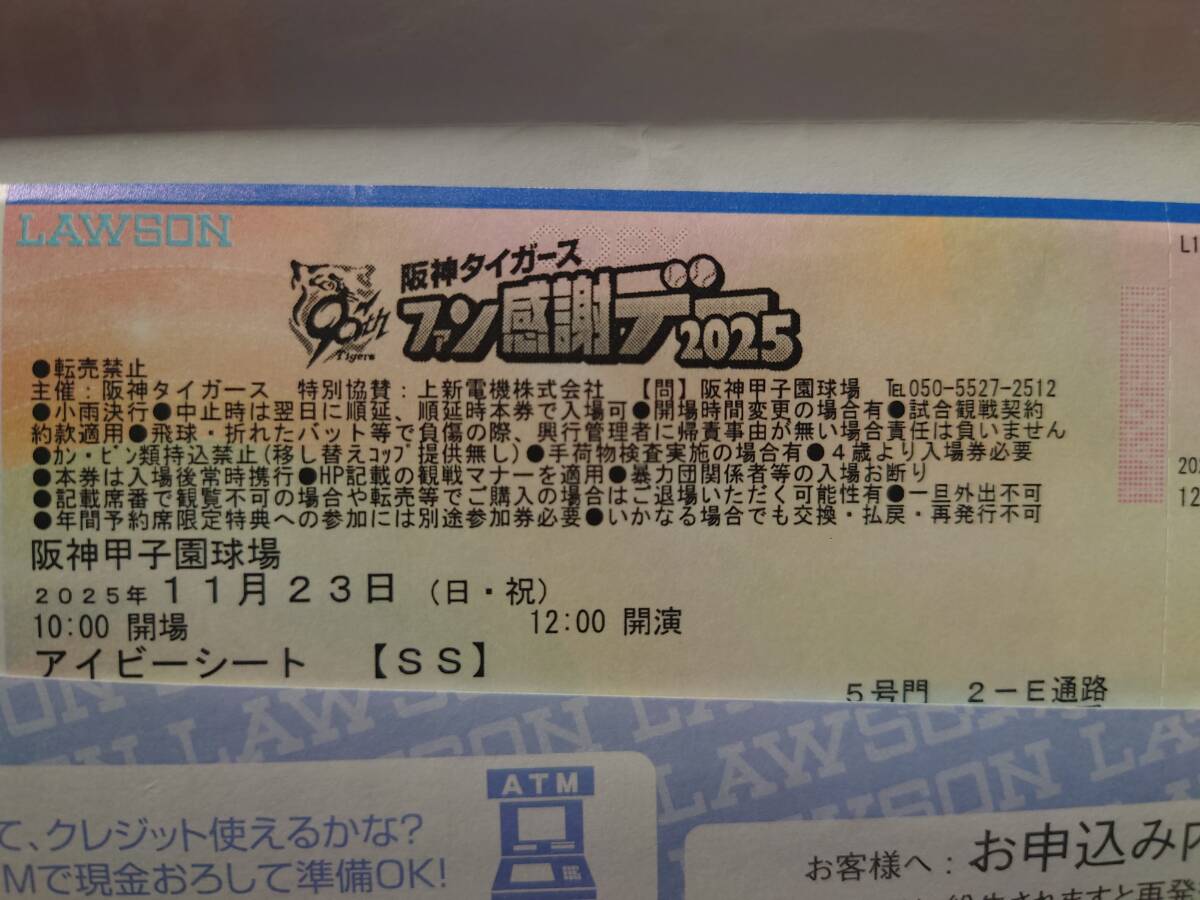 LAWSON
阪神タイガース
90th
Tigers
ファン感謝デー2025
●転売禁止
主催：阪神タイガース　特別協賛：上新電機株式会社　【問】阪神甲子園球場　℡050-5527-2512
●小雨決行●中止時は翌日に順延、順延時本券で入場可●開場時間変更の場合有●試合観戦契約
約款適用●飛球・折れたバット等で負傷の際、興行管理者に帰責事由が無い場合責任は負いません
●ｶﾝ・ﾋﾞﾝ類持込禁止(移し替えｺｯﾌﾟ提供無し)●手荷物検査実施の場合有●４歳より入場券必要
●本券は入場後常時携行●HP記載の観戦マナーを適用●暴力団関係者等の入場お断り
●記載席番で観覧不可の場合や転売等でご購入の場合はご退場いただく可能性有●一旦外出不可
●年間予約席限定特典への参加には別途参加券必要●いかなる場合でも交換・払戻・再発行不可
阪神甲子園球場
２０２５年１１月２３日（日・祝）
10:00 開場　12:00 開演
アイビーシート　【ＳＳ】
５号門　２－Ｅ通路
L1
20
12
LAWSON LAWSON
ATM
て、クレジット使えるかな?
Mで現金おろして準備OK!
お客様へ：お申込み